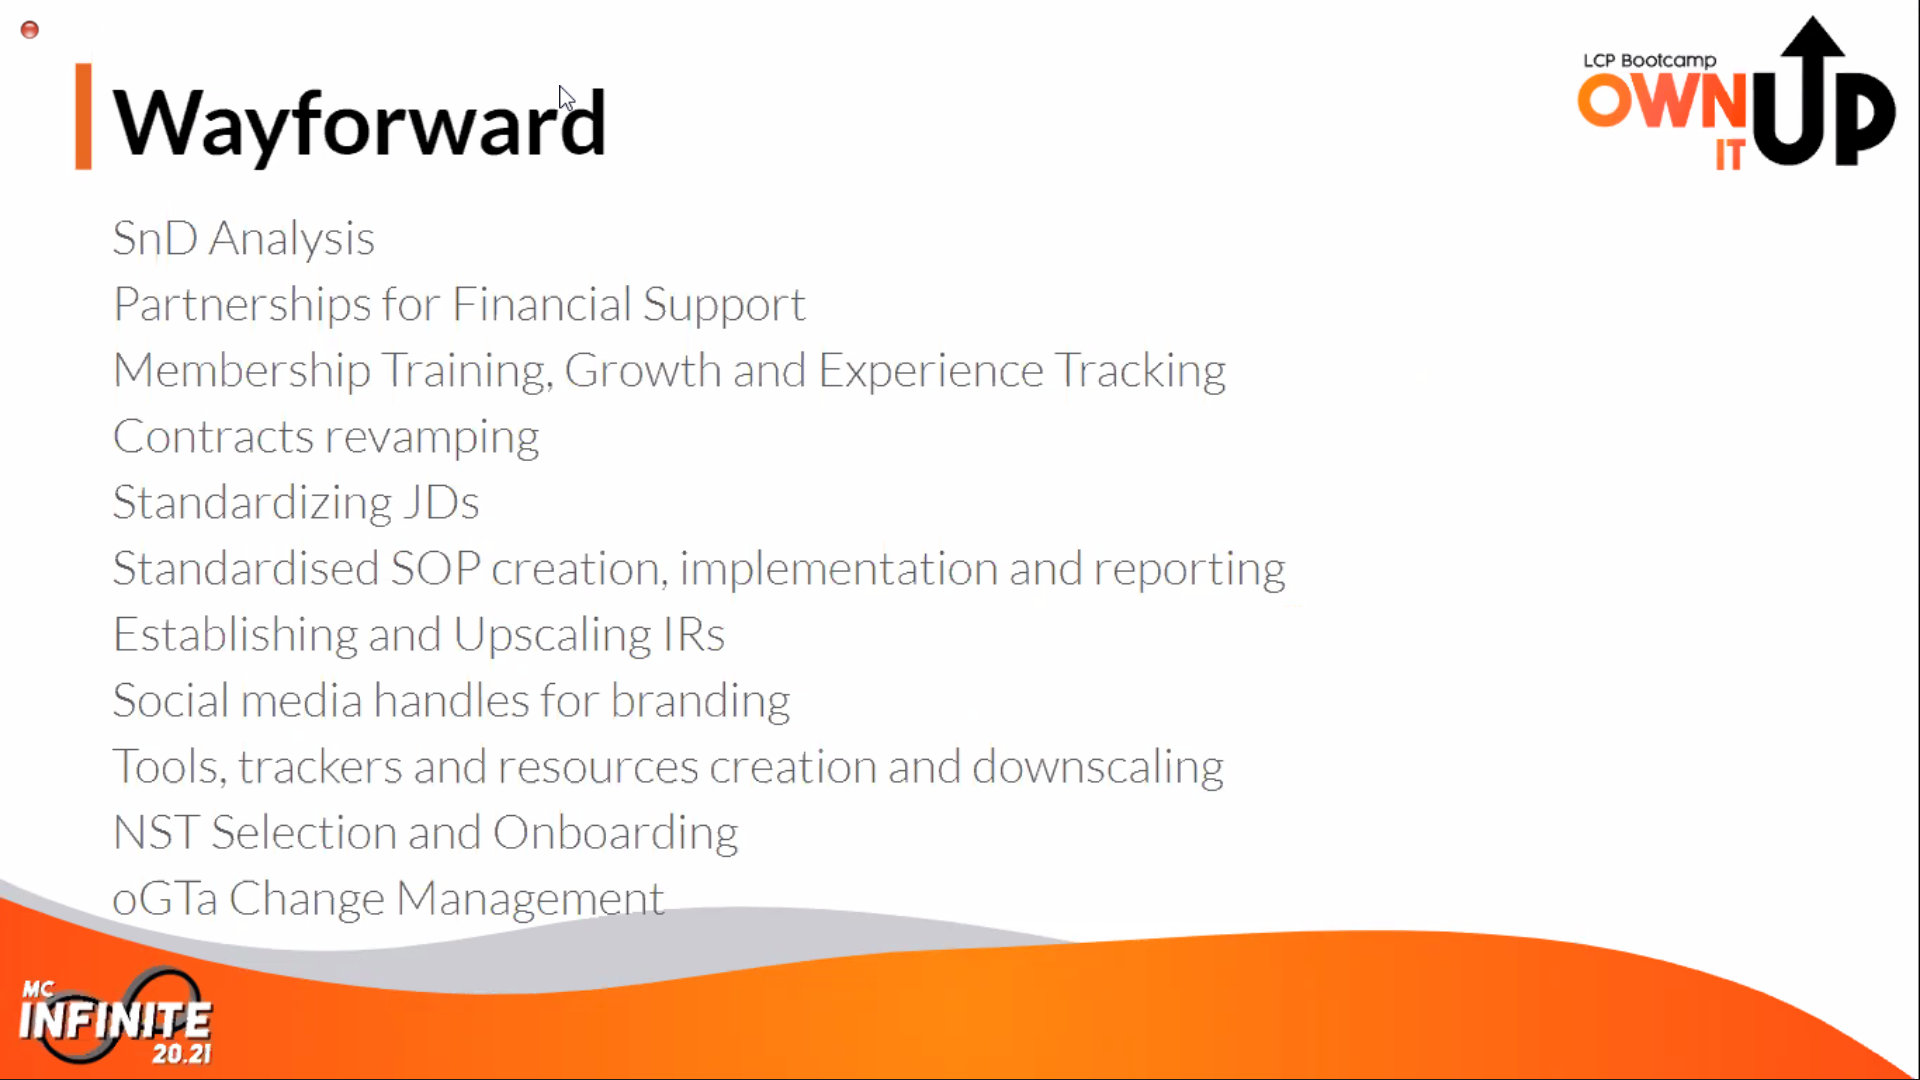 LCP Bootcamp
OWN UP
IT
Wayforward
SnD Analysis
Partnerships for Financial Support
Membership Training, Growth and Experience Tracking
Contracts revamping
Standardizing JDs
Standardised SOP creation, implementation and reporting
Establishing and Upscaling IRs
Social media handles for branding
Tools, trackers and resources creation and downscaling
NST Selection and Onboarding
oGTa Change Management
MC
INFINITE
20.21